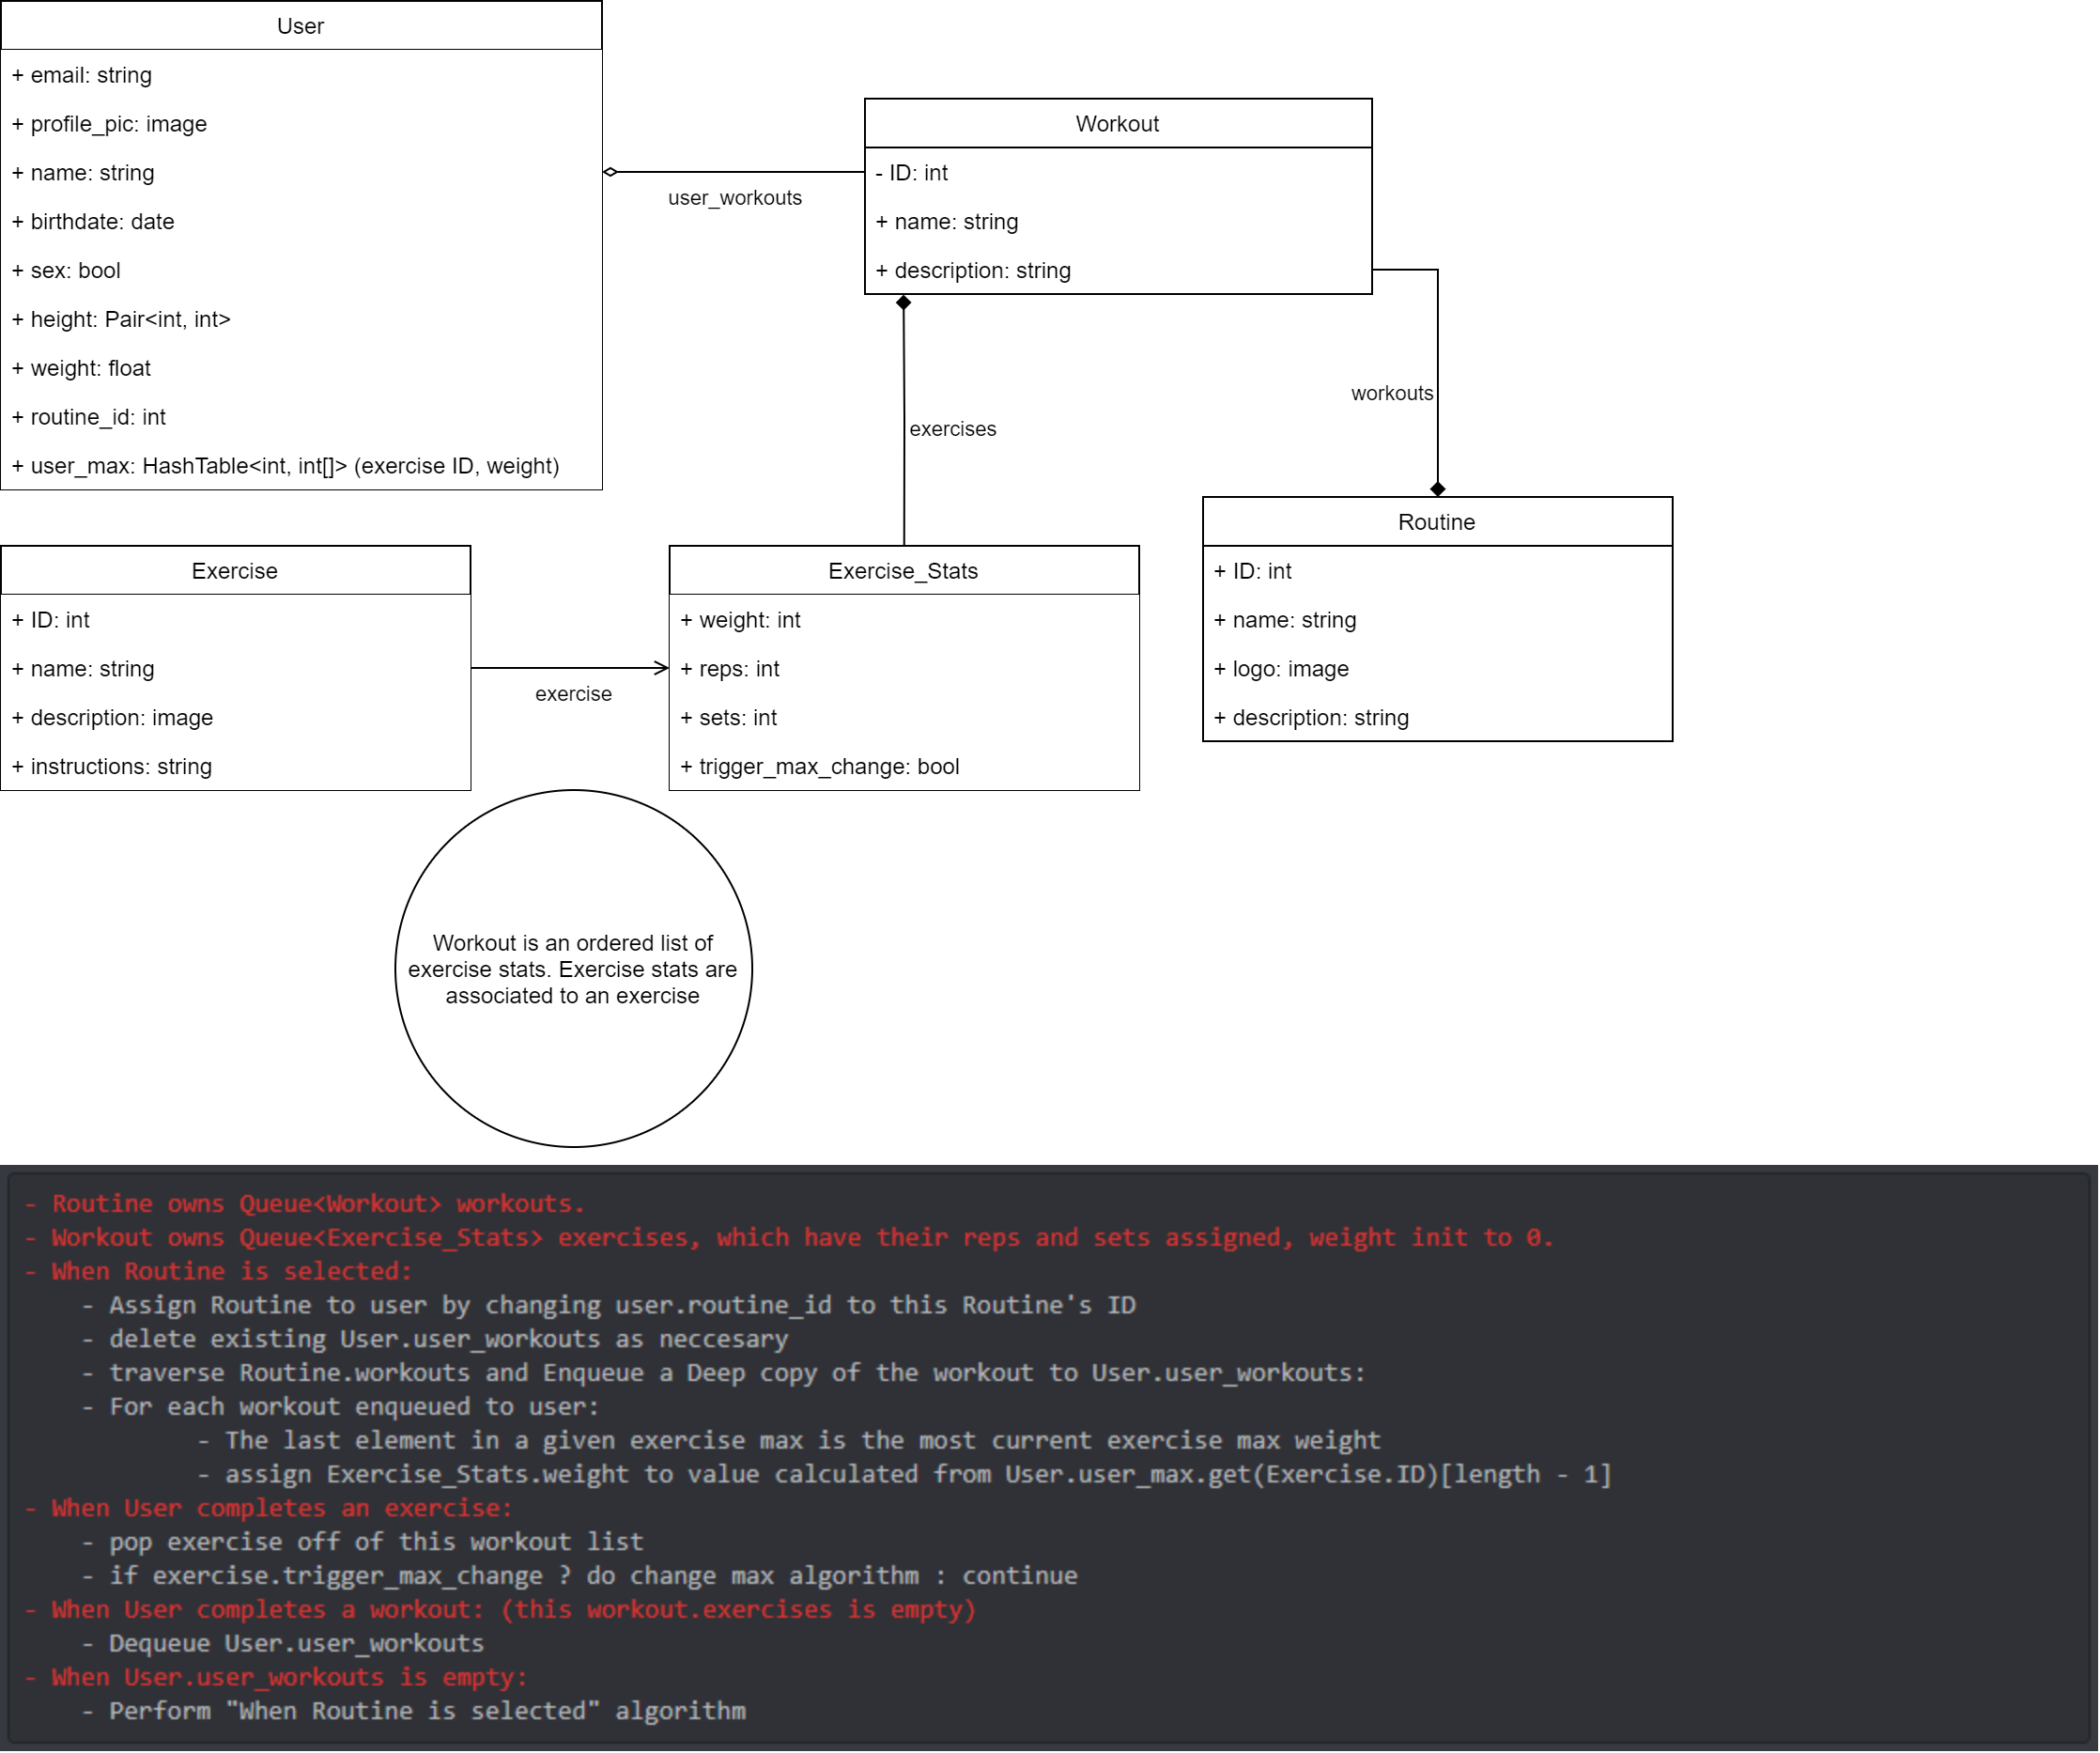 User
+ email: string
+ profile_pic: image
+ name: string
+ birthdate: date
+ sex: bool
+ height: Pair<int, int>
+ weight: float
+ routine_id: int
+ user_max: HashTable<int, int[]> (exercise ID, weight)
user_workouts
Workout
- ID: int
+ name: string
+ description: string
exercises
workouts
Exercise
+ ID: int
+ name: string
+ description: image
+ instructions: string
exercise
Exercise_Stats
+ weight: int
+ reps: int
+ sets: int
+ trigger_max_change: bool
Routine
+ ID: int
+ name: string
+ logo: image
+ description: string
Workout is an ordered list of
exercise stats. Exercise stats are
associated to an exercise
- Routine owns Queue<Workout> workouts.
- Workout owns Queue<Exercise_Stats> exercises, which have their reps and sets assigned, weight init to 0.
- When Routine is selected:
- Assign Routine to user by changing user.routine_id to this Routine's ID
- delete existing User.user_workouts as neccesary
- traverse Routine.workouts and Enqueue a Deep copy of the workout to User.user_workouts:
- For each workout enqueued to user:
- The last element in a given exercise max is the most current exercise max weight
- assign Exercise_Stats.weight to value calculated from User.user_max.get(Exercise.ID)[length - 1]
- When User completes an exercise:
- pop exercise off of this workout list
- if exercise.trigger_max_change ? do change max algorithm : continue
- When User completes a workout: (this workout.exercises is empty)
- Dequeue User.user_workouts
- When User.user_workouts is empty:
- Perform "When Routine is selected" algorithm